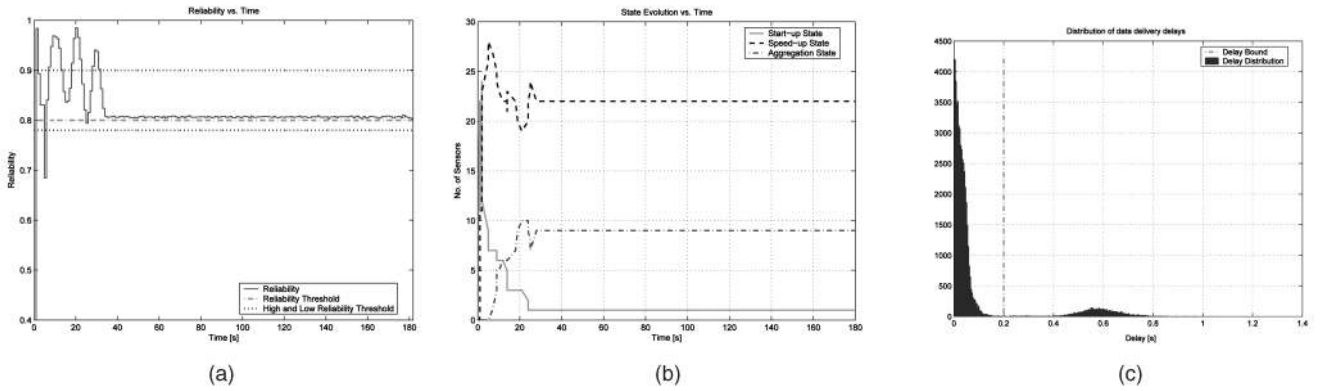 Reliability vs. Time
1
0.9
0.8
0.7
0.6
0.5
0.4
Reliability
0
20
40
60
80
100
120
140
160
180
Time [s]
Reliability
Reliability Threshold
High and Low Reliability Threshold
(a)
State Evolution vs. Time
30
25
20
15
10
5
0
No. of Sensors
0
20
40
60
80
100
120
140
160
180
Time [s]
Start-up State
Speed-up State
Aggregation State
(b)
Distribution of data delivery delays
4500
4000
3500
3000
2500
2000
1500
1000
500
0
0
0.2
0.4
0.6
0.8
1.0
1.2
1.4
Delay [s]
Delay Bound
Delay Distribution
(c)